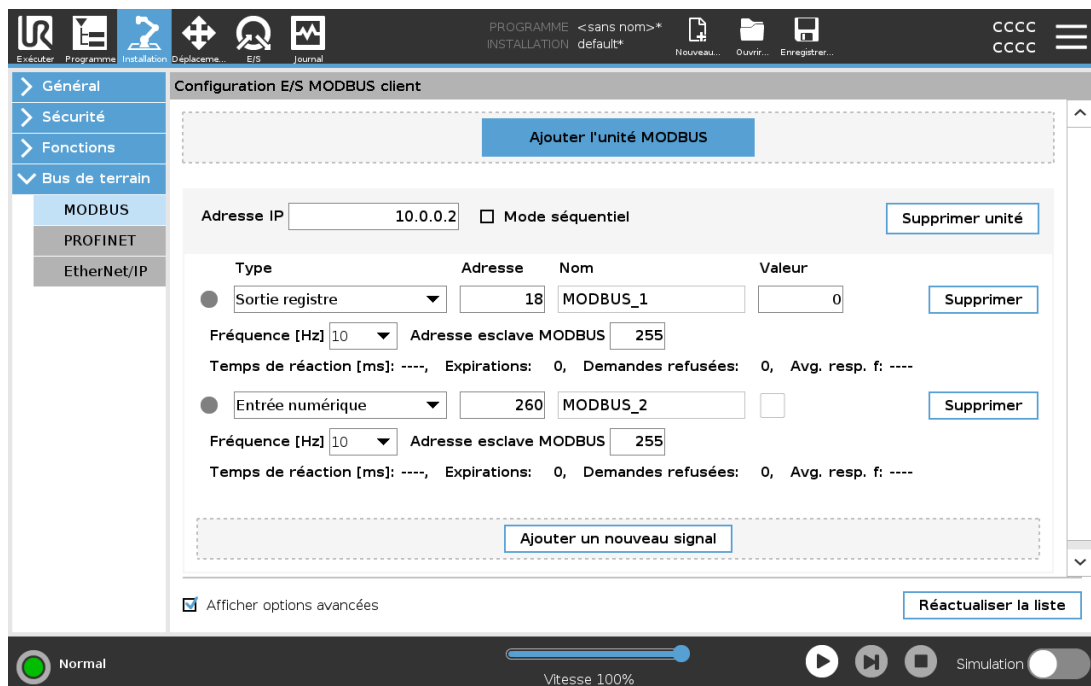 PROGRAMME <sans nom>*
INSTALLATION default*
CCCC
CCCC
Exécuter Programme Installation Déplaceme... E/S Journal Nouveau... Ouvrir... Enregistrer...
Général
Sécurité
Fonctions
Bus de terrain
MODBUS
PROFINET
EtherNet/IP
Configuration E/S MODBUS client
Ajouter l'unité MODBUS
Adresse IP 10.0.0.2 Mode séquentiel Supprimer unité
Type Adresse Nom Valeur
Sortie registre 18 MODBUS_1 0 Supprimer
Fréquence [Hz] 10 Adresse esclave MODBUS 255
Temps de réaction [ms]: ----, Expirations: 0, Demandes refusées: 0, Avg. resp. f: ----
Entrée numérique 260 MODBUS_2 Supprimer
Fréquence [Hz] 10 Adresse esclave MODBUS 255
Temps de réaction [ms]: ----, Expirations: 0, Demandes refusées: 0, Avg. resp. f: ----
Ajouter un nouveau signal
Afficher options avancées Réactualiser la liste
Normal Vitesse 100% Simulation